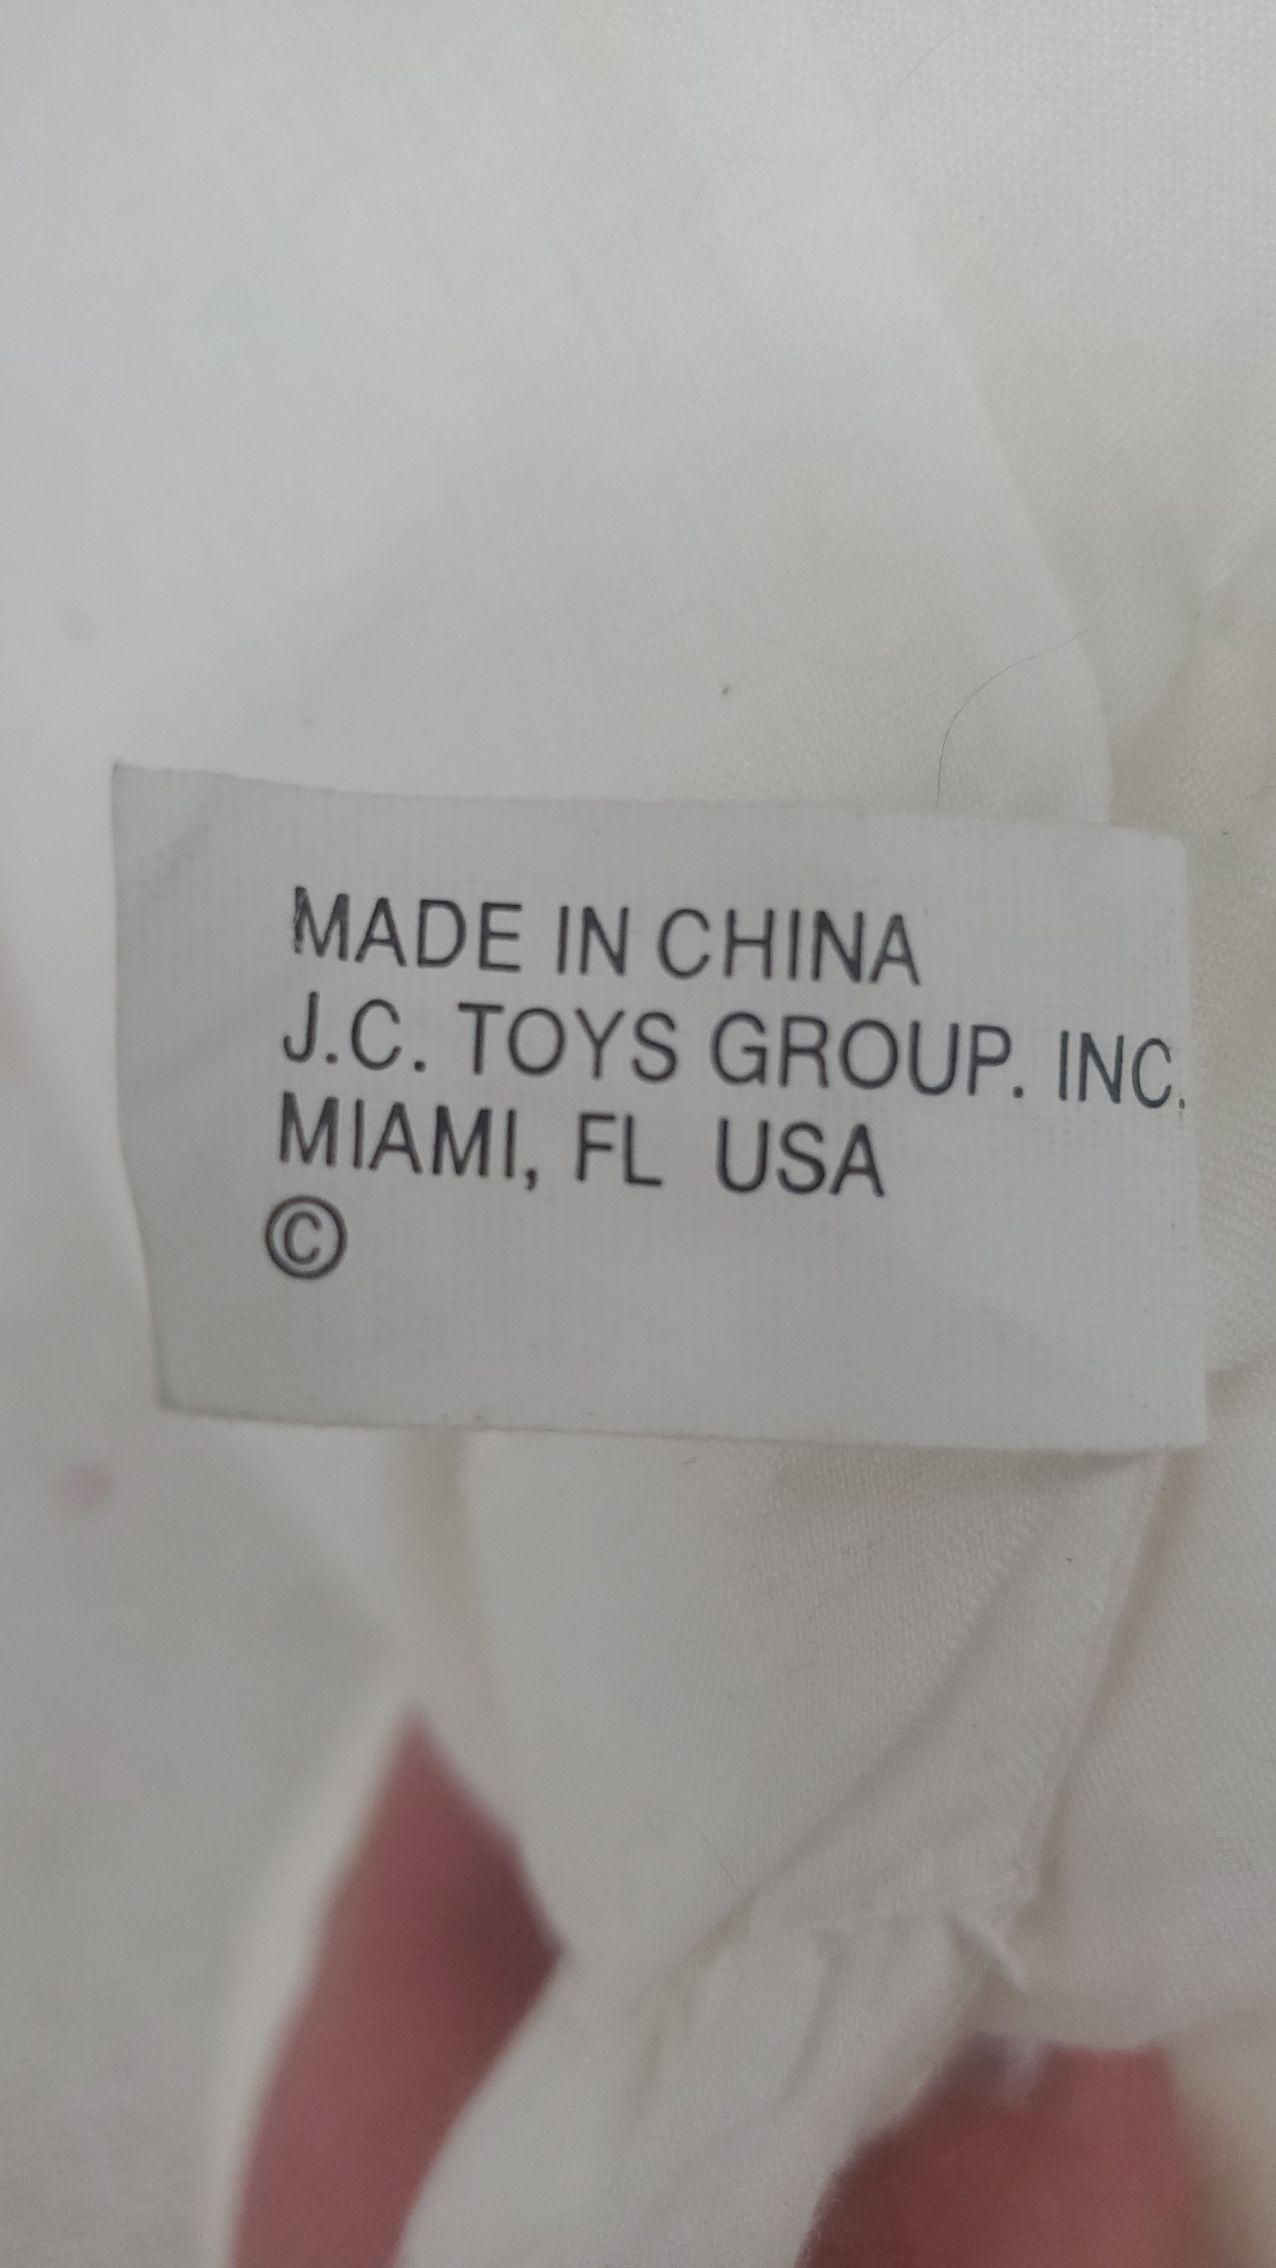 MADE IN CHINA
J.C. TOYS GROUP. INC.
MIAMI, FL USA
©